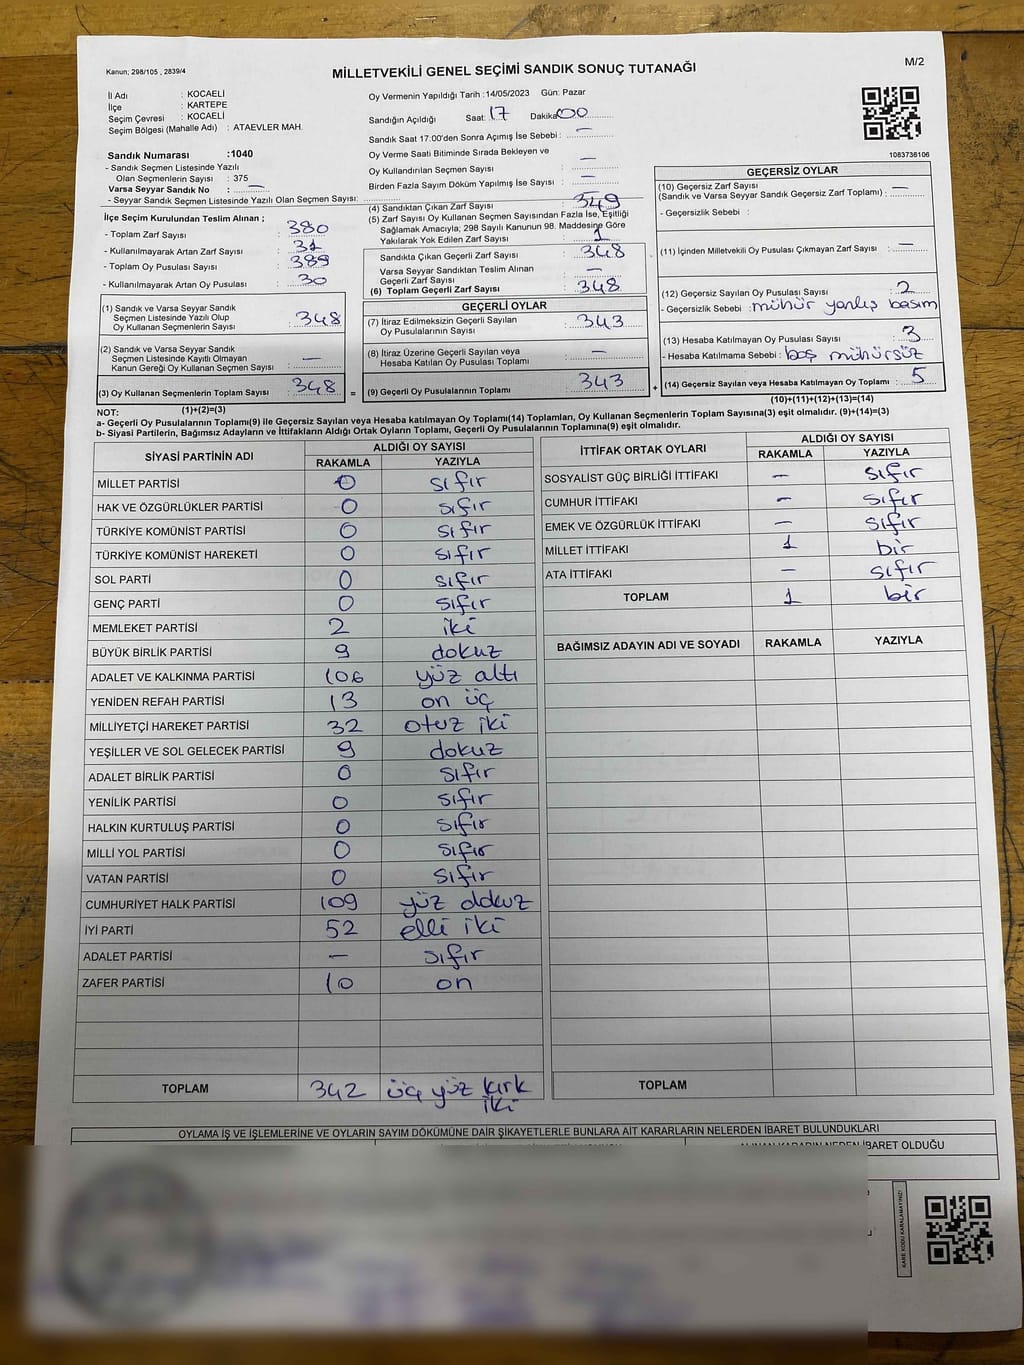 Kanun; 298/105 , 2839/4
MİLLETVEKİLİ GENEL SEÇİMİ SANDIK SONUÇ TUTANAĞI
M/2
İl Adı : KOCAELİ
İlçe : KARTEPE
Seçim Çevresi : KOCAELİ
Seçim Bölgesi (Mahalle Adı) : ATAEVLER MAH.
Sandık Numarası :1040
- Sandık Seçmen Listesinde Yazılı
Olan Seçmenlerin Sayısı : 375
Varsa Seyyar Sandık No : —
- Seyyar Sandık Seçmen Listesinde Yazılı Olan Seçmen Sayısı:
Oy Vermenin Yapıldığı Tarih :14/05/2023 Gün: Pazar
Sandığın Açıldığı Saat: 17 Dakika 00
Sandık Saat 17:00'den Sonra Açımış İse Sebebi : —
Oy Verme Saati Bitiminde Sırada Bekleyen ve
Oy Kullandırılan Seçmen Sayısı : —
Birden Fazla Sayım Döküm Yapılmış İse Sayısı : —
1083736106
İlçe Seçim Kurulundan Teslim Alınan ;
- Toplam Zarf Sayısı : 380
- Kullanılmayarak Artan Zarf Sayısı : 31
- Toplam Oy Pusulası Sayısı : 389
- Kullanılmayarak Artan Oy Pusulası : 30
(4) Sandıktan Çıkan Zarf Sayısı : 349
(5) Zarf Sayısı Oy Kullanan Seçmen Sayısından Fazla İse, Eşitliği
Sağlamak Amacıyla; 298 Sayılı Kanunun 98. Maddesine Göre
Yakılarak Yok Edilen Zarf Sayısı : 1
Sandıkta Çıkan Geçerli Zarf Sayısı : 348
Varsa Seyyar Sandıktan Teslim Alınan
Geçerli Zarf Sayısı : —
(6) Toplam Geçerli Zarf Sayısı : 348
GEÇERSİZ OYLAR
(10) Geçersiz Zarf Sayısı
(Sandık ve Varsa Seyyar Sandık Geçersiz Zarf Toplamı) : —
- Geçersizlik Sebebi :
(11) İçinden Milletvekili Oy Pusulası Çıkmayan Zarf Sayısı : —
(12) Geçersiz Sayılan Oy Pusulası Sayısı : 2
- Geçersizlik Sebebi : mühür yanlış basım
(13) Hesaba Katılmayan Oy Pusulası Sayısı : 3
- Hesaba Katılmama Sebebi : boş mühürsüz
(14) Geçersiz Sayılan veya Hesaba Katılmayan Oy Toplamı : 5
(10)+(11)+(12)+(13)=(14)
(1) Sandık ve Varsa Seyyar Sandık
Seçmen Listesinde Yazılı Olup
Oy Kullanan Seçmenlerin Sayısı : 348
(2) Sandık ve Varsa Seyyar Sandık
Seçmen Listesinde Kayıtlı Olmayan
Kanun Gereği Oy Kullanan Seçmen Sayısı : —
(3) Oy Kullanan Seçmenlerin Toplam Sayısı : 348
(1)+(2)=(3)
GEÇERLİ OYLAR
(7) İtiraz Edilmeksizin Geçerli Sayılan
Oy Pusulalarının Sayısı : 343
(8) İtiraz Üzerine Geçerli Sayılan veya
Hesaba Katılan Oy Pusulası Toplamı : —
= (9) Geçerli Oy Pusulalarının Toplamı : 343 +
NOT:
a- Geçerli Oy Pusulalarının Toplamı(9) ile Geçersiz Sayılan veya Hesaba katılmayan Oy Toplamı(14) Toplamları, Oy Kullanan Seçmenlerin Toplam Sayısına(3) eşit olmalıdır. (9)+(14)=(3)
b- Siyasi Partilerin, Bağımsız Adayların ve İttifakların Aldığı Ortak Oyların Toplamı, Geçerli Oy Pusulalarının Toplamına(9) eşit olmalıdır.
SİYASİ PARTİNİN ADI ALDIĞI OY SAYISI
RAKAMLA YAZIYLA
MİLLET PARTİSİ 0 sıfır
HAK VE ÖZGÜRLÜKLER PARTİSİ 0 sıfır
TÜRKİYE KOMÜNİST PARTİSİ 0 sıfır
TÜRKİYE KOMÜNİST HAREKETİ 0 sıfır
SOL PARTİ 0 sıfır
GENÇ PARTİ 0 sıfır
MEMLEKET PARTİSİ 2 iki
BÜYÜK BİRLİK PARTİSİ 9 dokuz
ADALET VE KALKINMA PARTİSİ 106 yüz altı
YENİDEN REFAH PARTİSİ 13 on üç
MİLLİYETÇİ HAREKET PARTİSİ 32 otuz iki
YEŞİLLER VE SOL GELECEK PARTİSİ 9 dokuz
ADALET BİRLİK PARTİSİ 0 sıfır
YENİLİK PARTİSİ 0 sıfır
HALKIN KURTULUŞ PARTİSİ 0 sıfır
MİLLİ YOL PARTİSİ 0 sıfır
VATAN PARTİSİ 0 sıfır
CUMHURİYET HALK PARTİSİ 109 yüz dokuz
İYİ PARTİ 52 elli iki
ADALET PARTİSİ — sıfır
ZAFER PARTİSİ 10 on
TOPLAM 342 üç yüz kırk
iki
İTTİFAK ORTAK OYLARI ALDIĞI OY SAYISI
RAKAMLA YAZIYLA
SOSYALİST GÜÇ BİRLİĞİ İTTİFAKI — sıfır
CUMHUR İTTİFAKI — sıfır
EMEK VE ÖZGÜRLÜK İTTİFAKI — sıfır
MİLLET İTTİFAKI 1 bir
ATA İTTİFAKI — sıfır
TOPLAM 1 bir
BAĞIMSIZ ADAYIN ADI VE SOYADI RAKAMLA YAZIYLA
TOPLAM
OYLAMA İŞ VE İŞLEMLERİNE VE OYLARIN SAYIM DÖKÜMÜNE DAİR ŞİKAYETLERLE BUNLARA AİT KARARLARIN NELERDEN İBARET BULUNDUKLARI
ALINAN KARARIN NEDEN İBARET OLDUĞU
KARE KODU KARALAMAYINIZ!